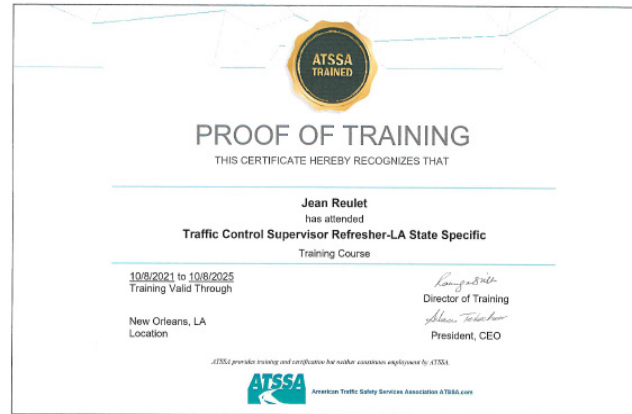 ATSSA
TRAINED
PROOF OF TRAINING
THIS CERTIFICATE HEREBY RECOGNIZES THAT
Jean Reulet
has attended
Traffic Control Supervisor Refresher-LA State Specific
Training Course
10/8/2021 to 10/8/2025
Training Valid Through
Director of Training
New Orleans, LA
Location
President, CEO
ATSSA provides training and certification but neither constitutes employment by ATSSA.
ATSSA
American Traffic Safety Services Association ATSSA.com